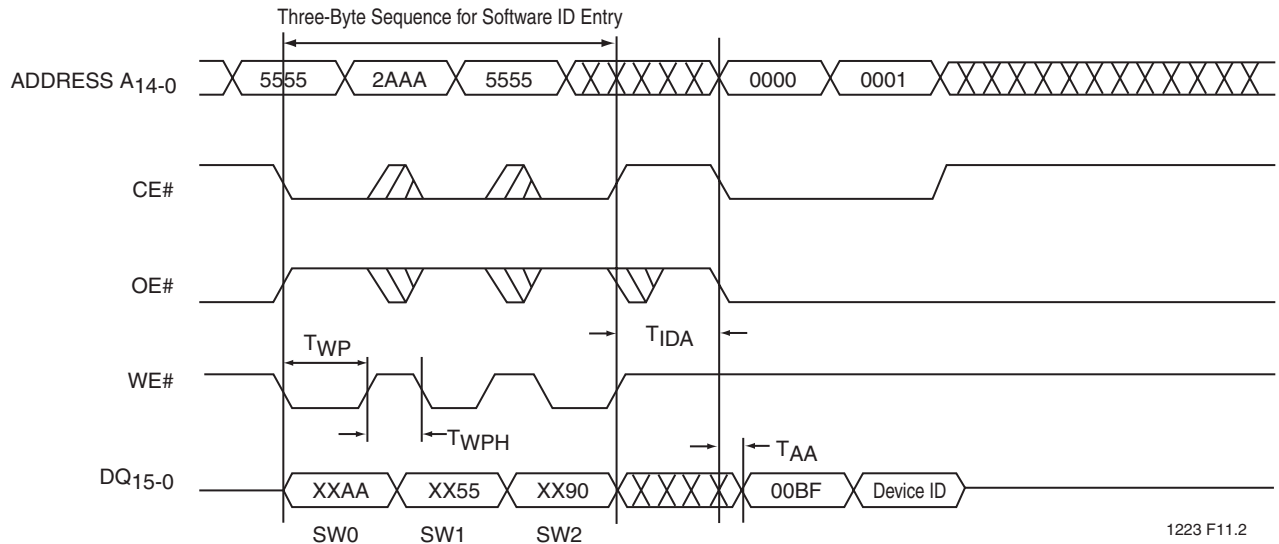 Three-Byte Sequence for Software ID Entry
ADDRESS A14-0
5555 2AAA 5555 0000 0001
CE#
OE#
TWP
TIDA
WE#
TWPH
TAA
DQ15-0
XXAA XX55 XX90 00BF Device ID
SW0 SW1 SW2
1223 F11.2